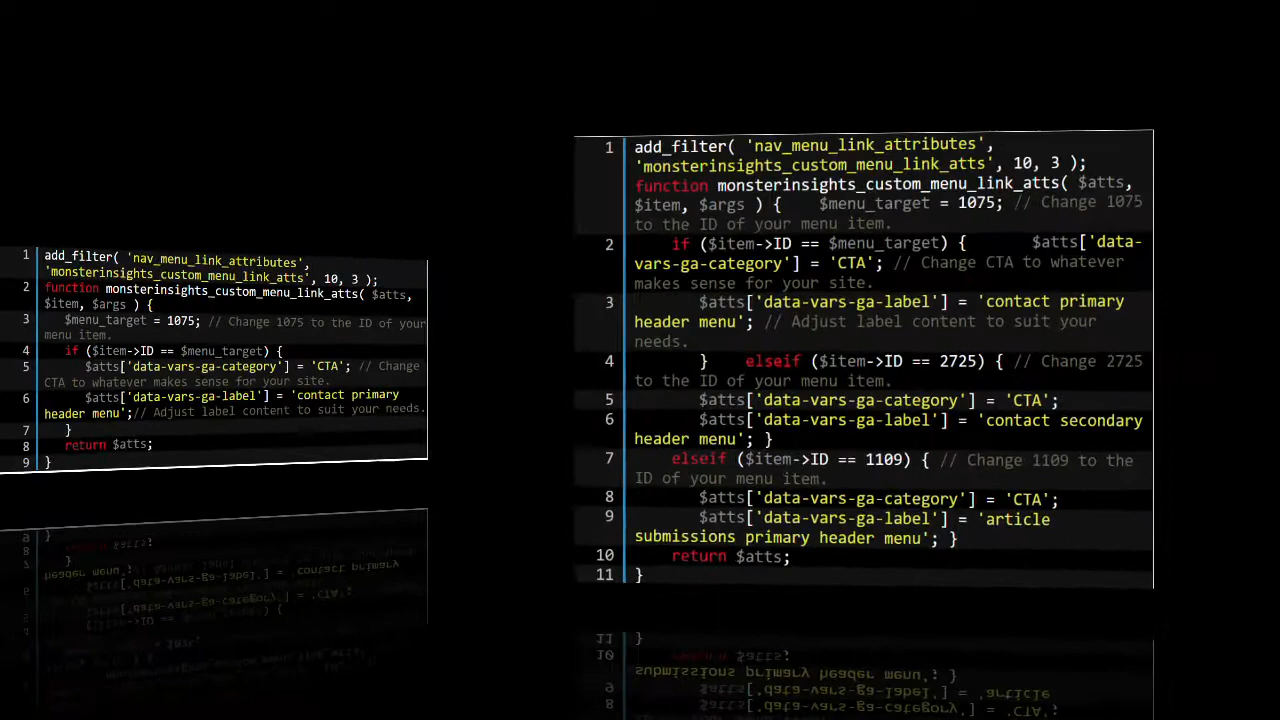 1 add_filter( 'nav_menu_link_attributes',
'monsterinsights_custom_menu_link_atts', 10, 3 );
2 function monsterinsights_custom_menu_link_atts( $atts,
$item, $args ) {
3 $menu_target = 1075; // Change 1075 to the ID of your
menu item.
4 if ($item->ID == $menu_target) {
5 $atts['data-vars-ga-category'] = 'CTA'; // Change
CTA to whatever makes sense for your site.
6 $atts['data-vars-ga-label'] = 'contact primary
header menu';// Adjust label content to suit your needs.
7 }
8 return $atts;
9 }
1 add_filter( 'nav_menu_link_attributes',
'monsterinsights_custom_menu_link_atts', 10, 3 );
function monsterinsights_custom_menu_link_atts( $atts,
$item, $args ) { $menu_target = 1075; // Change 1075
to the ID of your menu item.
2 if ($item->ID == $menu_target) { $atts['data-
vars-ga-category'] = 'CTA'; // Change CTA to whatever
makes sense for your site.
3 $atts['data-vars-ga-label'] = 'contact primary
header menu'; // Adjust label content to suit your
needs.
4 } elseif ($item->ID == 2725) { // Change 2725
to the ID of your menu item.
5 $atts['data-vars-ga-category'] = 'CTA';
6 $atts['data-vars-ga-label'] = 'contact secondary
header menu'; }
7 elseif ($item->ID == 1109) { // Change 1109 to the
ID of your menu item.
8 $atts['data-vars-ga-category'] = 'CTA';
9 $atts['data-vars-ga-label'] = 'article
submissions primary header menu'; }
10 return $atts;
11 }